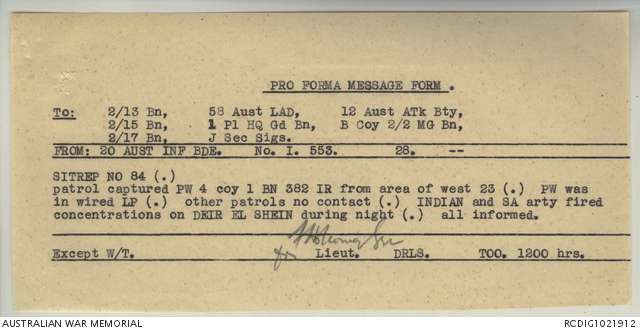 PRO FORMA MESSAGE FORM .
To: 2/13 Bn, 58 Aust LAD, 12 Aust ATk Bty,
2/15 Bn, 1 Pl HQ Gd Bn, B Coy 2/2 MG Bn,
2/17 Bn, J Sec Sigs.
FROM: 20 AUST INF BDE. No. I. 553. 28. --
SITREP NO 84 (.)
patrol captured PW 4 coy 1 BN 382 IR from area of west 23 (.) PW was
in wired LP (.) other patrols no contact (.) INDIAN and SA arty fired
concentrations on DEIR EL SHEIN during night (.) all informed.
Except W/T. for Lieut. DRLS. TOO. 1200 hrs.
AUSTRALIAN WAR MEMORIAL RCDIG1021912